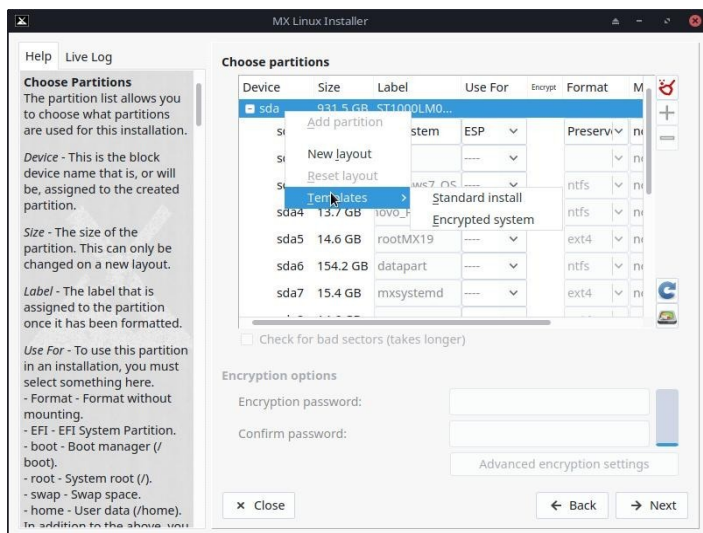 MX Linux Installer
Help Live Log
Choose Partitions
The partition list allows you
to choose what partitions
are used for this installation.
Device - This is the block
device name that is, or will
be, assigned to the created
partition.
Size - The size of the
partition. This can only be
changed on a new layout.
Label - The label that is
assigned to the partition
once it has been formatted.
Use For - To use this partition
in an installation, you must
select something here.
- Format - Format without
mounting.
- EFI - EFI System Partition.
- boot - Boot manager (/
boot).
- root - System root (/).
- swap - Swap space.
- home - User data (/home).
In addition to the above, you
Choose partitions
Device Size Label Use For Encrypt Format M
sda 931.5 GB ST1000LM0...
Add partition
stem ESP Preserv
New layout
Reset layout
ws7_OS ---- ntfs
Templates >
Standard install
Encrypted system
sda4 13.7 GB ntfs
sda5 14.6 GB rootMX19 ---- ext4
sda6 154.2 GB datapart ---- ntfs
sda7 15.4 GB mxsystemd ---- ext4
Check for bad sectors (takes longer)
Encryption options
Encryption password:
Confirm password:
Advanced encryption settings
Close
Back
Next